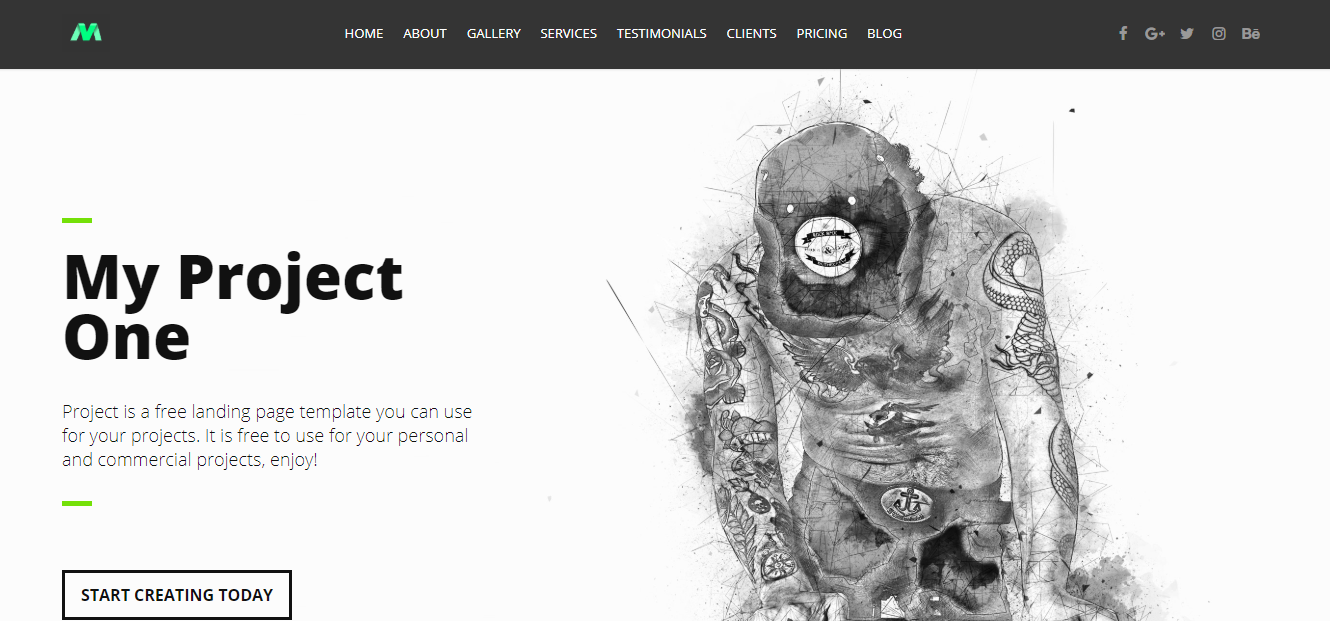 HOME ABOUT GALLERY SERVICES TESTIMONIALS CLIENTS PRICING BLOG
My Project
One
Project is a free landing page template you can use
for your projects. It is free to use for your personal
and commercial projects, enjoy!
START CREATING TODAY